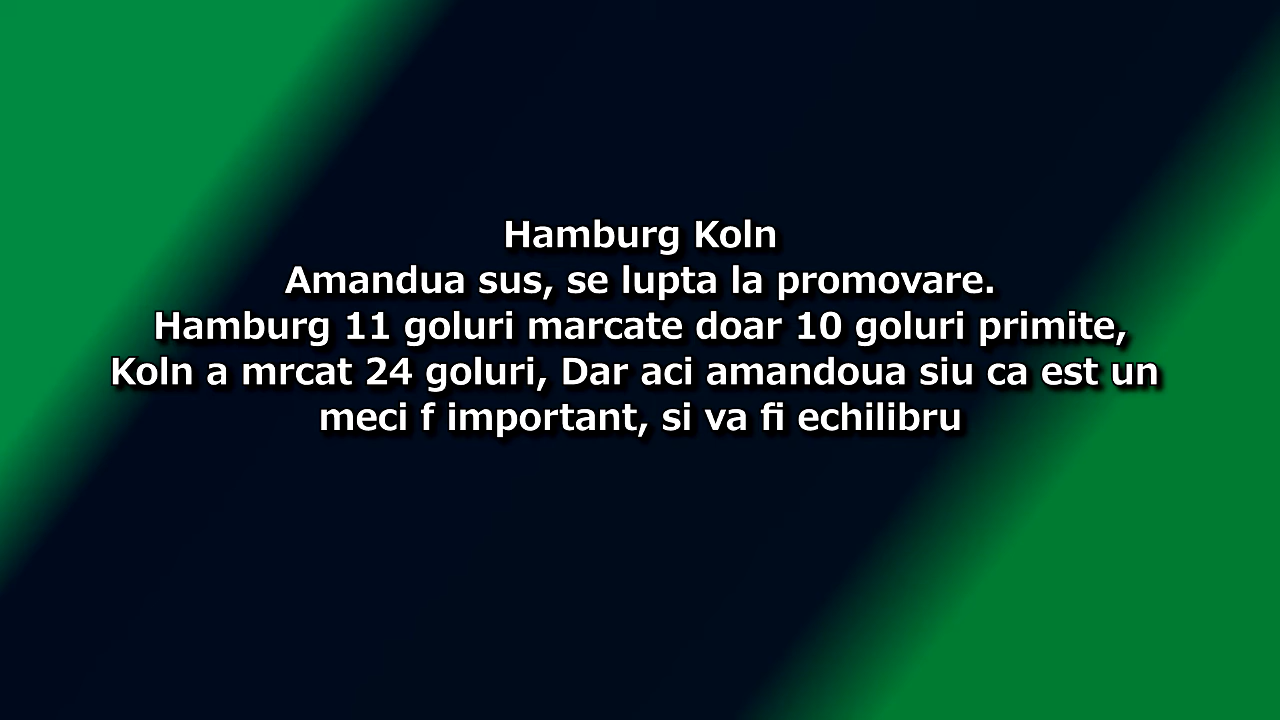 Hamburg Koln
Amandua sus, se lupta la promovare.
Hamburg 11 goluri marcate doar 10 goluri primite,
Koln a mrcat 24 goluri, Dar aci amandoua siu ca est un
meci f important, si va fi echilibru